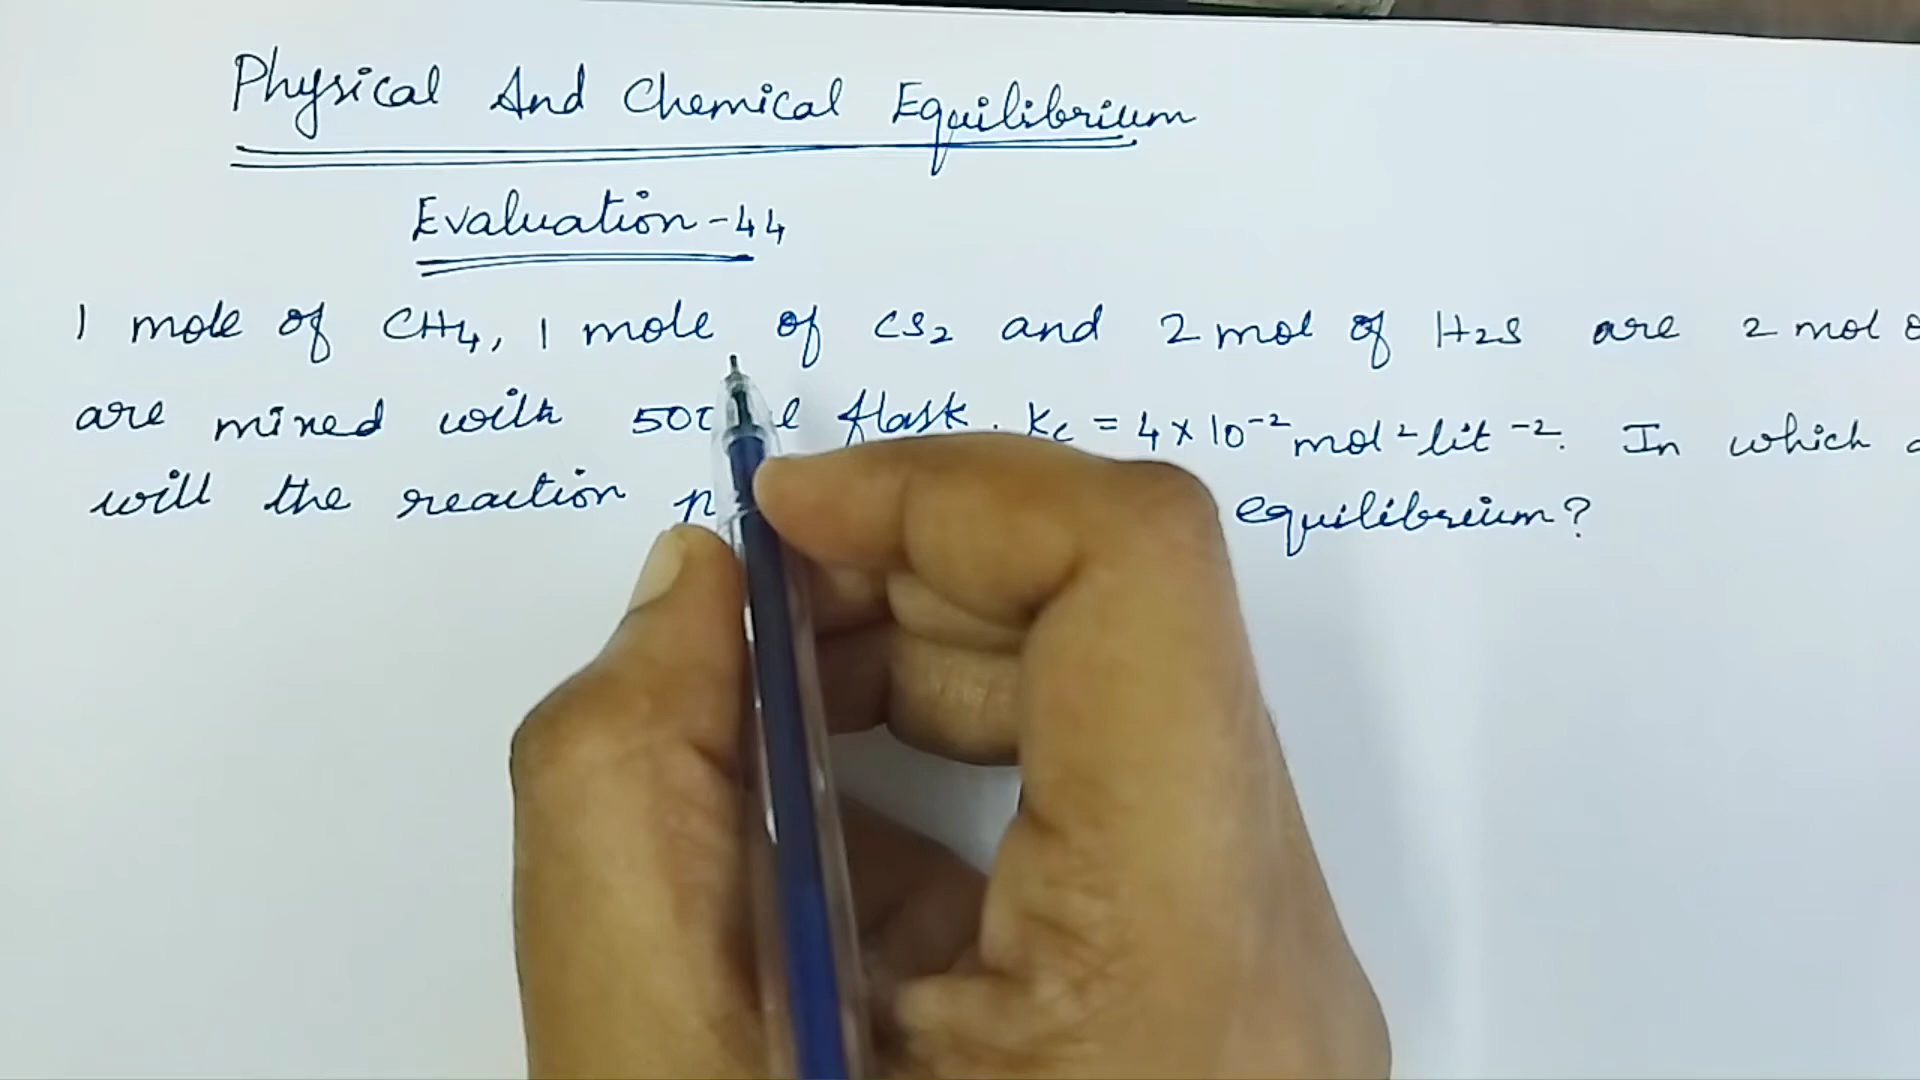 Physical And Chemical Equilibrium
Evaluation-44
1 mole of CH4, 1 mole of CS2 and 2 mol of H2S are 2 mol
are mixed with flask. Kc = 4 x 10⁻² mol² lit⁻². In which
will the reaction equilibrium?